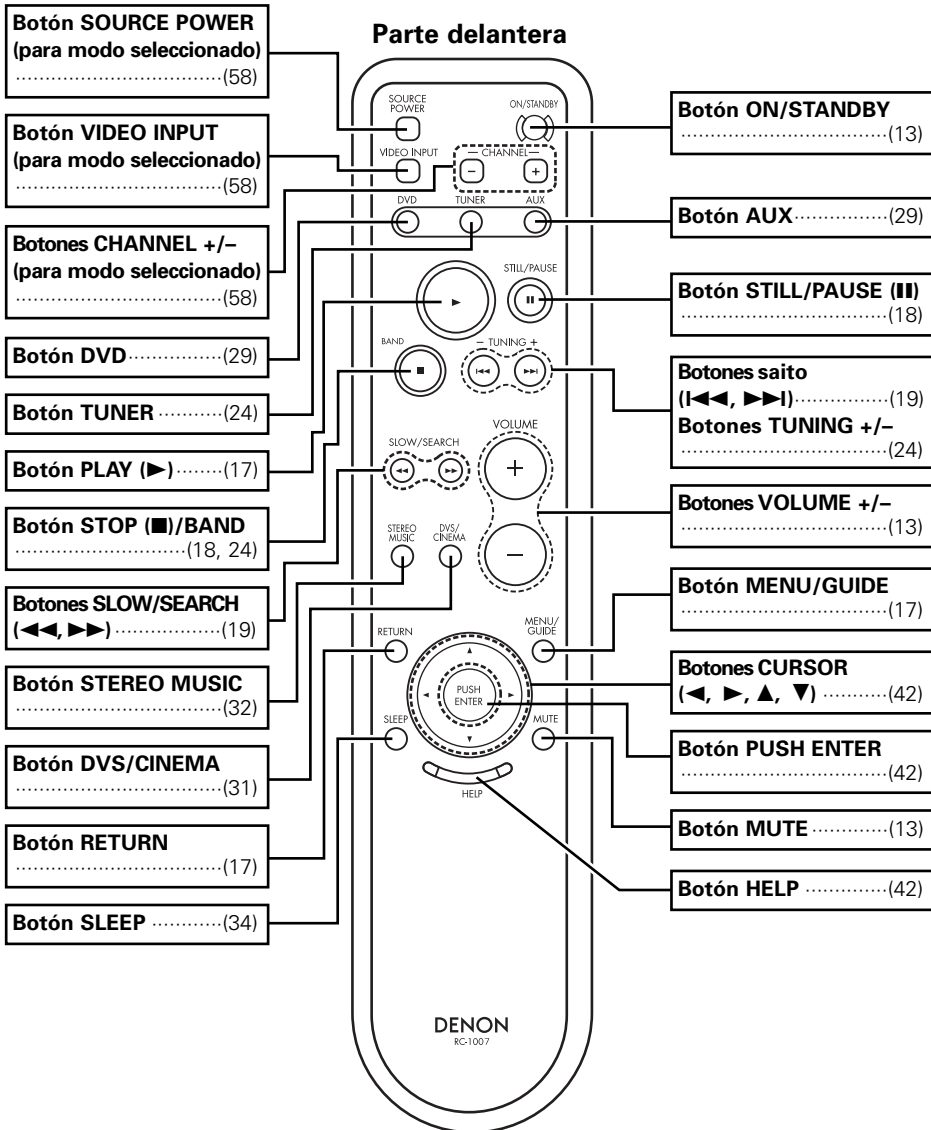 Parte delantera
Botón SOURCE POWER
(para modo seleccionado)
································(58)
Botón VIDEO INPUT
(para modo seleccionado)
································(58)
Botones CHANNEL +/–
(para modo seleccionado)
································(58)
Botón DVD··············(29)
Botón TUNER ···········(24)
Botón PLAY (►)·········(17)
Botón STOP (■)/BAND
··························(18, 24)
Botones SLOW/SEARCH
(◄◄, ►►) ················(19)
Botón STEREO MUSIC
································(32)
Botón DVS/CINEMA
································(31)
Botón RETURN
································(17)
Botón SLEEP ············(34)
SOURCE
POWER
ON/STANDBY
VIDEO INPUT
— CHANNEL —
− +
DVD TUNER AUX
►
STILL/PAUSE
II
BAND
■
− TUNING +
I◄◄ ►►I
SLOW/SEARCH
◄◄ ►►
VOLUME
+
−
STEREO
MUSIC
DVS/
CINEMA
RETURN
MENU/
GUIDE
▲
◄ ►
PUSH
ENTER
▼
SLEEP
MUTE
HELP
DENON
RC-1007
Botón ON/STANDBY
································(13)
Botón AUX··············(29)
Botón STILL/PAUSE (II)
································(18)
Botones saito
(I◄◄, ►►I)················(19)
Botones TUNING +/–
································(24)
Botones VOLUME +/–
································(13)
Botón MENU/GUIDE
································(17)
Botones CURSOR
(◄, ►, ▲, ▼) ···········(42)
Botón PUSH ENTER
································(42)
Botón MUTE ·············(13)
Botón HELP ··············(42)